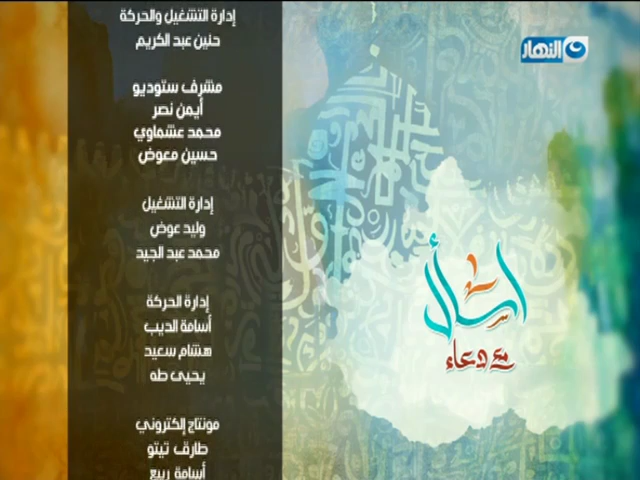 إدارة التشغيل والحركة
حنين عبد الكريم
مشرف ستوديو
أيمن نصر
محمد عشماوي
حسين معوض
إدارة التشغيل
وليد عوض
محمد عبد الجيد
إدارة الحركة
أسامة الديب
هشام سعيد
يحيى طه
مونتاج إلكتروني
طارق تيتو
أسامة ربيع
النهار
اسأل
مع دعاء